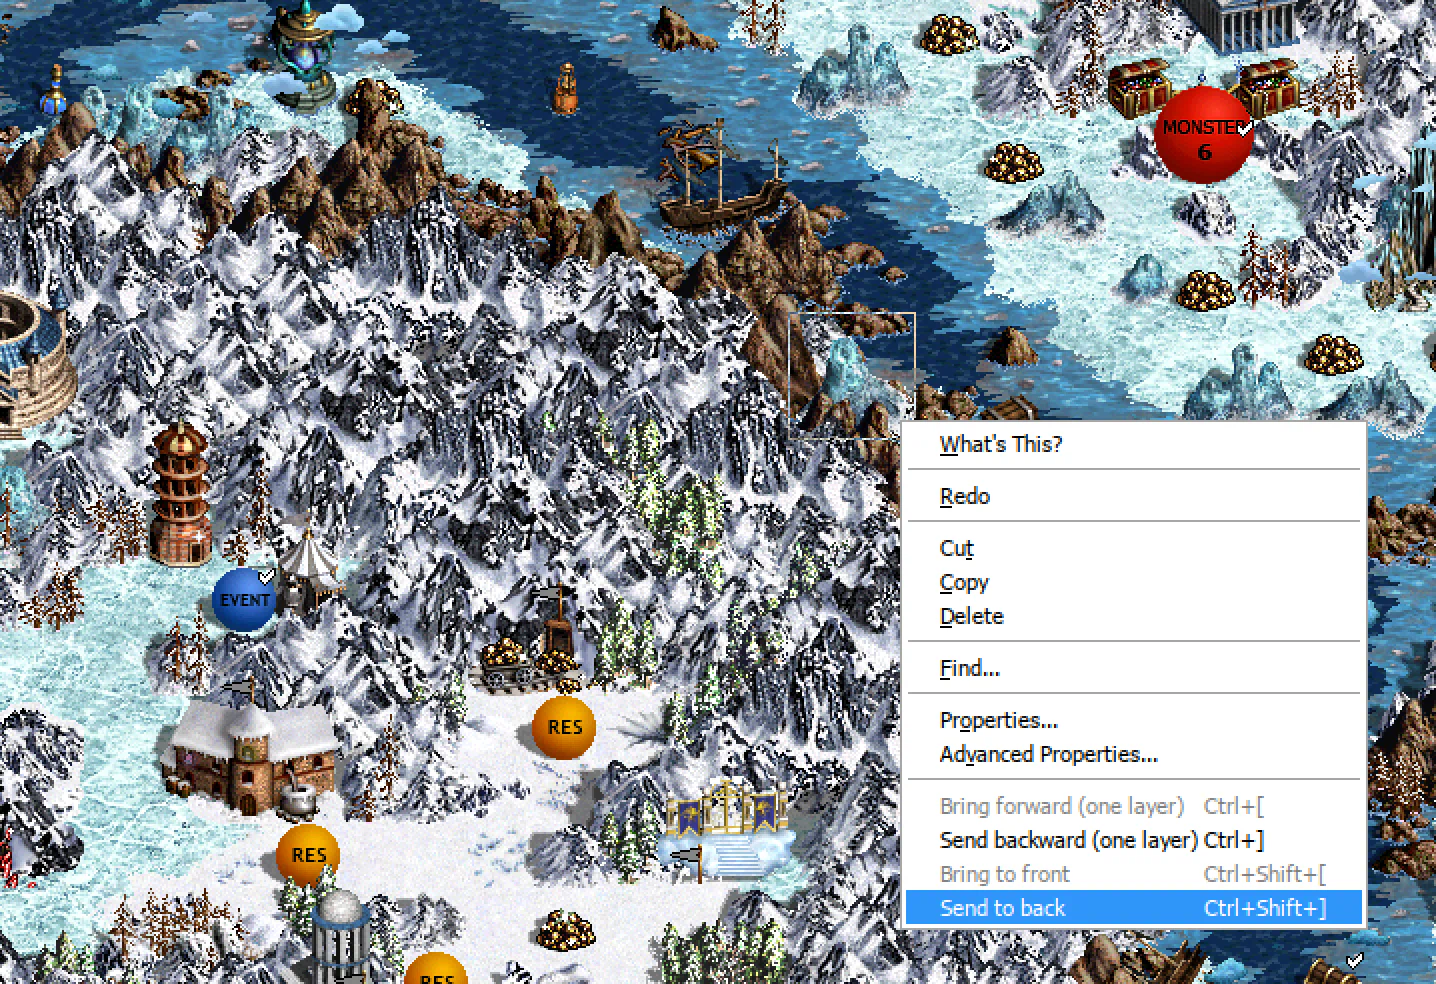 MONSTER
6
What's This?
Redo
Cut
Copy
Delete
EVENT
Find...
RES
Properties...
Advanced Properties...
Bring forward (one layer) Ctrl+[
Send backward (one layer) Ctrl+]
RES
Bring to front Ctrl+Shift+[
Send to back Ctrl+Shift+]
RES